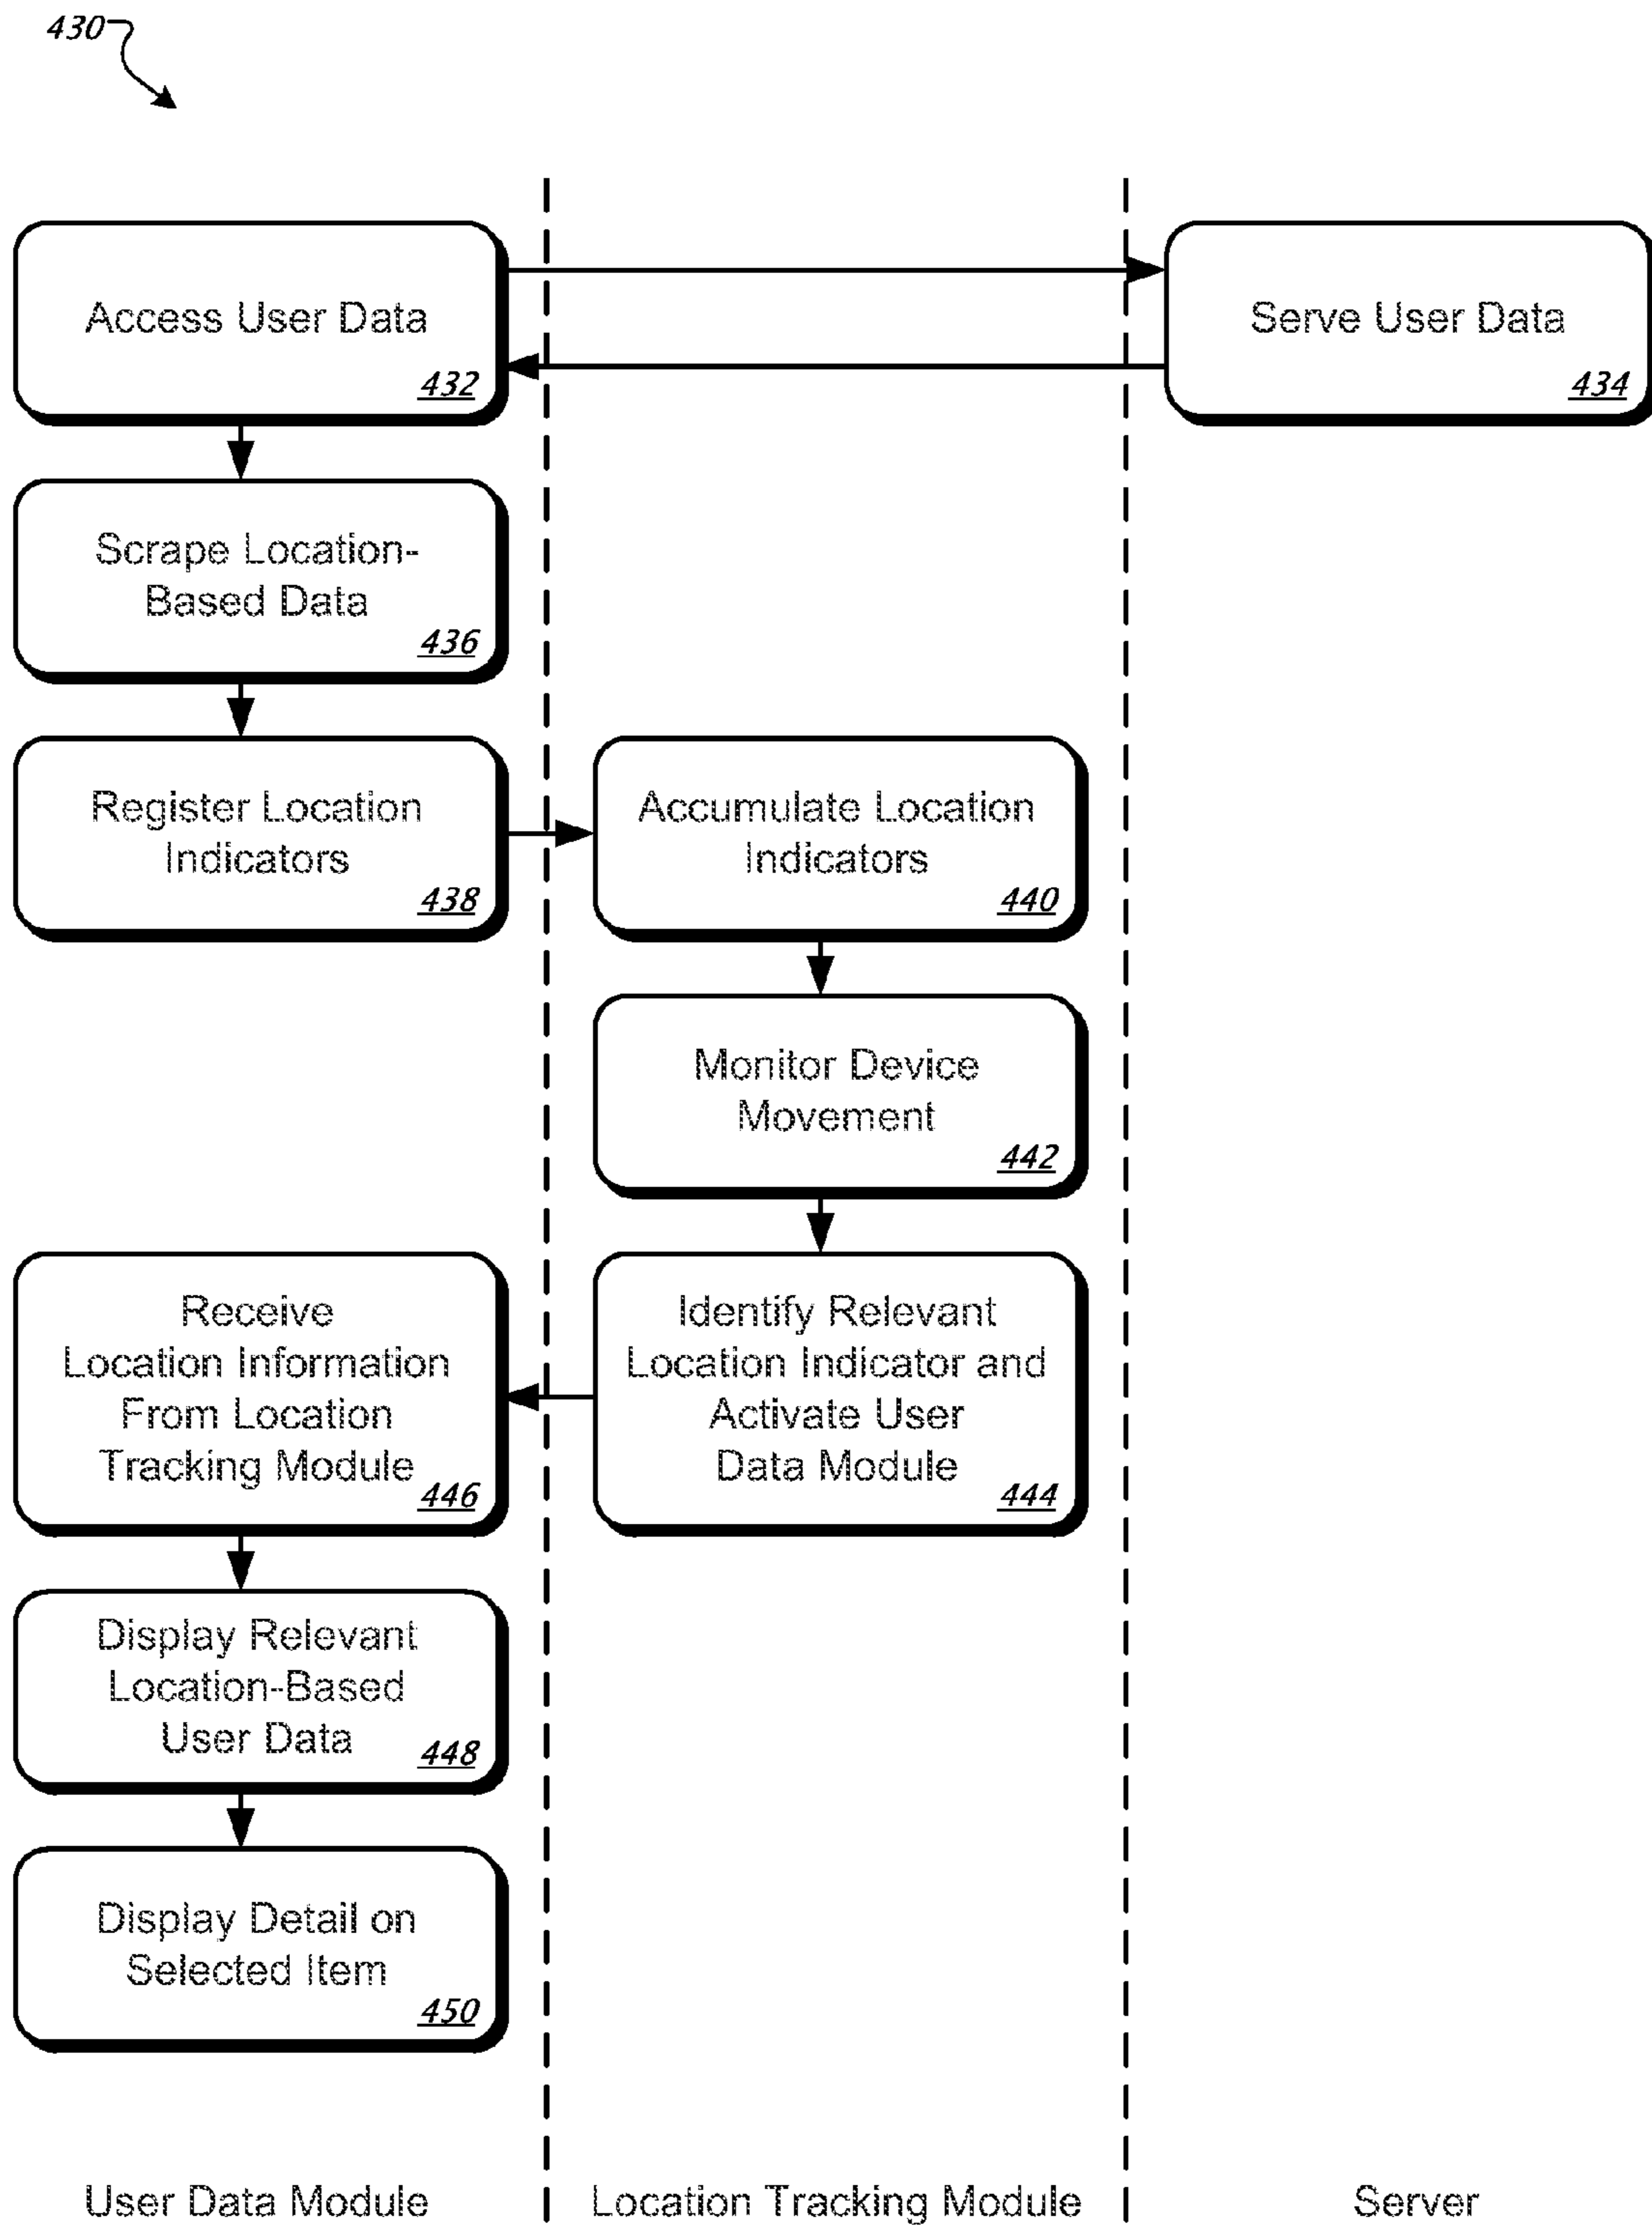 430
Access User Data
432
Serve User Data
434
Scrape Location-
Based Data
436
Register Location
Indicators
438
Accumulate Location
Indicators
440
Monitor Device
Movement
442
Identify Relevant
Location Indicator and
Activate User
Data Module
444
Receive
Location Information
From Location
Tracking Module
446
Display Relevant
Location-Based
User Data
448
Display Detail on
Selected Item
450
User Data Module
Location Tracking Module
Server